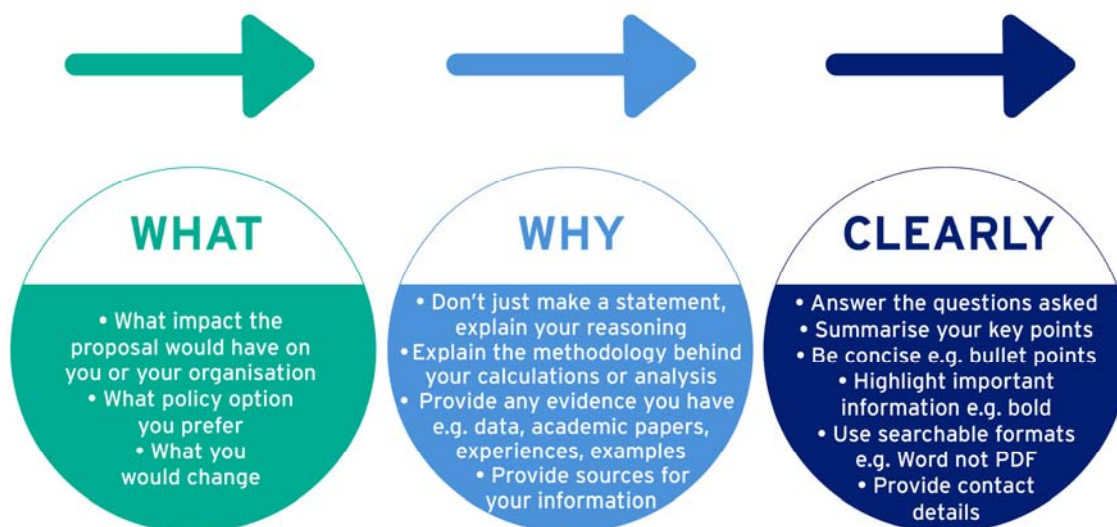 WHAT
• What impact the
proposal would have on
you or your organisation
• What policy option
you prefer
• What you
would change
WHY
• Don't just make a statement,
explain your reasoning
• Explain the methodology behind
your calculations or analysis
• Provide any evidence you have
e.g. data, academic papers,
experiences, examples
• Provide sources for
your information
CLEARLY
• Answer the questions asked
• Summarise your key points
• Be concise e.g. bullet points
• Highlight important
information e.g. bold
• Use searchable formats
e.g. Word not PDF
• Provide contact
details